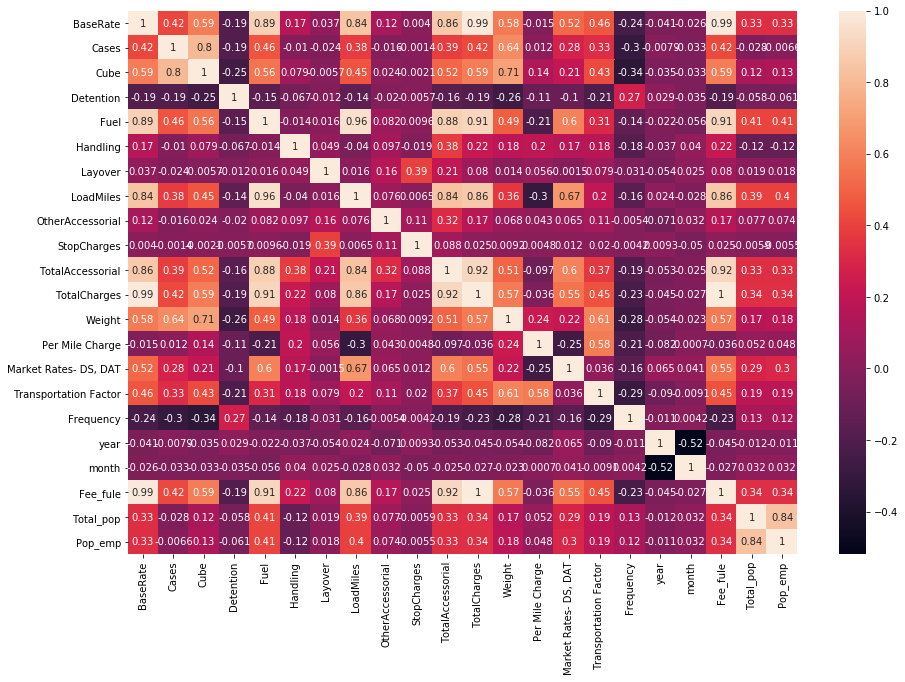 BaseRate 1 0.42 0.59 -0.19 0.89 0.17 0.037 0.84 0.12 0.004 0.86 0.99 0.58 -0.015 0.52 0.46 -0.24 -0.041 -0.026 0.99 0.33 0.33
Cases 0.42 1 0.8 -0.19 0.46 -0.01 -0.024 0.38 -0.016 -0.0014 0.39 0.42 0.64 0.012 0.28 0.33 -0.3 -0.0079 -0.033 0.42 -0.028 -0.0066
Cube 0.59 0.8 1 -0.25 0.56 0.079 -0.0057 0.45 0.024 -0.0021 0.52 0.59 0.71 0.14 0.21 0.43 -0.34 -0.035 -0.033 0.59 0.12 0.13
Detention -0.19 -0.19 -0.25 1 -0.15 -0.067 -0.012 -0.14 -0.02 -0.0057 -0.16 -0.19 -0.26 -0.11 -0.1 -0.21 0.27 0.029 -0.035 -0.19 -0.058 -0.061
Fuel 0.89 0.46 0.56 -0.15 1 -0.014 0.016 0.96 0.082 0.0096 0.88 0.91 0.49 -0.21 0.6 0.31 -0.14 -0.022 -0.056 0.91 0.41 0.41
Handling 0.17 -0.01 0.079 -0.067 -0.014 1 0.049 -0.04 0.097 -0.019 0.38 0.22 0.18 0.2 0.17 0.18 -0.18 -0.037 0.04 0.22 -0.12 -0.12
Layover 0.037 -0.024 -0.0057 -0.012 0.016 0.049 1 0.016 0.16 0.39 0.21 0.08 0.014 0.056 -0.0015 0.079 -0.031 -0.054 0.025 0.08 0.019 0.018
LoadMiles 0.84 0.38 0.45 -0.14 0.96 -0.04 0.016 1 0.076 0.0065 0.84 0.86 0.36 -0.3 0.67 0.2 -0.16 0.024 -0.028 0.86 0.39 0.4
OtherAccessorial 0.12 -0.016 0.024 -0.02 0.082 0.097 0.16 0.076 1 0.11 0.32 0.17 0.068 0.043 0.065 0.11 -0.0054 -0.071 0.032 0.17 0.077 0.074
StopCharges 0.004 -0.0014 -0.0021 -0.0057 0.0096 -0.019 0.39 0.0065 0.11 1 0.088 0.025 0.0092 0.0048 0.012 0.02 -0.0042 0.0093 -0.05 0.025 -0.0059 -0.0055
TotalAccessorial 0.86 0.39 0.52 -0.16 0.88 0.38 0.21 0.84 0.32 0.088 1 0.92 0.51 -0.097 0.6 0.37 -0.19 -0.053 -0.025 0.92 0.33 0.33
TotalCharges 0.99 0.42 0.59 -0.19 0.91 0.22 0.08 0.86 0.17 0.025 0.92 1 0.57 -0.036 0.55 0.45 -0.23 -0.045 -0.027 1 0.34 0.34
Weight 0.58 0.64 0.71 -0.26 0.49 0.18 0.014 0.36 0.068 0.0092 0.51 0.57 1 0.24 0.22 0.61 -0.28 -0.054 -0.023 0.57 0.17 0.18
Per Mile Charge -0.015 0.012 0.14 -0.11 -0.21 0.2 0.056 -0.3 0.043 0.0048 -0.097 -0.036 0.24 1 -0.25 0.58 -0.21 -0.082 0.0007 -0.036 0.052 0.048
Market Rates- DS, DAT 0.52 0.28 0.21 -0.1 0.6 0.17 -0.0015 0.67 0.065 0.012 0.6 0.55 0.22 -0.25 1 0.036 -0.16 0.065 0.041 0.55 0.29 0.3
Transportation Factor 0.46 0.33 0.43 -0.21 0.31 0.18 0.079 0.2 0.11 0.02 0.37 0.45 0.61 0.58 0.036 1 -0.29 -0.09 -0.0091 0.45 0.19 0.19
Frequency -0.24 -0.3 -0.34 0.27 -0.14 -0.18 -0.031 -0.16 -0.0054 -0.0042 -0.19 -0.23 -0.28 -0.21 -0.16 -0.29 1 -0.011 0.0042 -0.23 0.13 0.12
year -0.041 -0.0079 -0.035 0.029 -0.022 -0.037 -0.054 0.024 -0.071 0.0093 -0.053 -0.045 -0.054 -0.082 0.065 -0.09 -0.011 1 -0.52 -0.045 -0.012 -0.011
month -0.026 -0.033 -0.033 -0.035 -0.056 0.04 0.025 -0.028 0.032 -0.05 -0.025 -0.027 -0.023 0.0007 0.041 -0.0091 0.0042 -0.52 1 -0.027 0.032 0.032
Fee_fule 0.99 0.42 0.59 -0.19 0.91 0.22 0.08 0.86 0.17 0.025 0.92 1 0.57 -0.036 0.55 0.45 -0.23 -0.045 -0.027 1 0.34 0.34
Total_pop 0.33 -0.028 0.12 -0.058 0.41 -0.12 0.019 0.39 0.077 -0.0059 0.33 0.34 0.17 0.052 0.29 0.19 0.13 -0.012 0.032 0.34 1 0.84
Pop_emp 0.33 -0.0066 0.13 -0.061 0.41 -0.12 0.018 0.4 0.074 -0.0055 0.33 0.34 0.18 0.048 0.3 0.19 0.12 -0.011 0.032 0.34 0.84 1
BaseRate
Cases
Cube
Detention
Fuel
Handling
Layover
LoadMiles
OtherAccessorial
StopCharges
TotalAccessorial
TotalCharges
Weight
Per Mile Charge
Market Rates- DS, DAT
Transportation Factor
Frequency
year
month
Fee_fule
Total_pop
Pop_emp
1.0
0.8
0.6
0.4
0.2
0.0
−0.2
−0.4